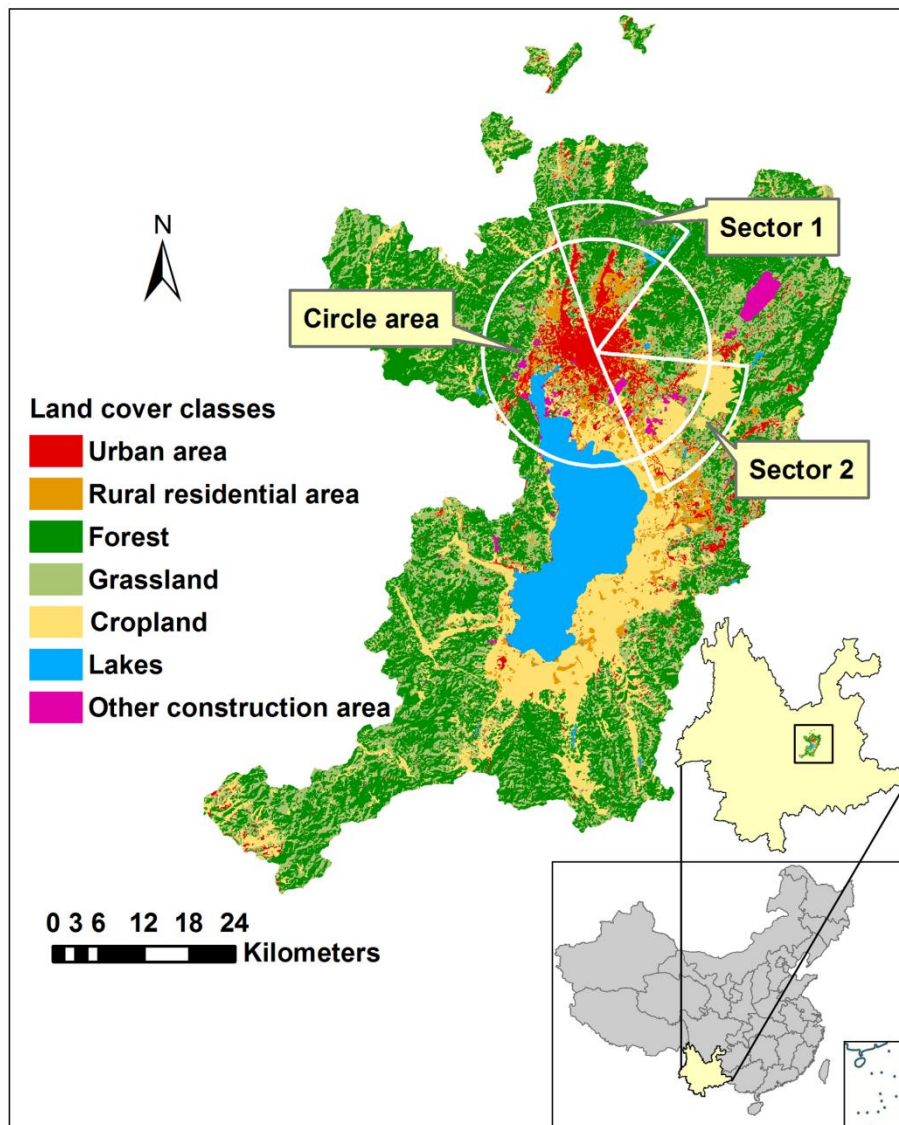 N
Sector 1
Circle area
Land cover classes
Urban area
Rural residential area
Forest
Grassland
Cropland
Lakes
Other construction area
Sector 2
0 3 6 12 18 24
Kilometers